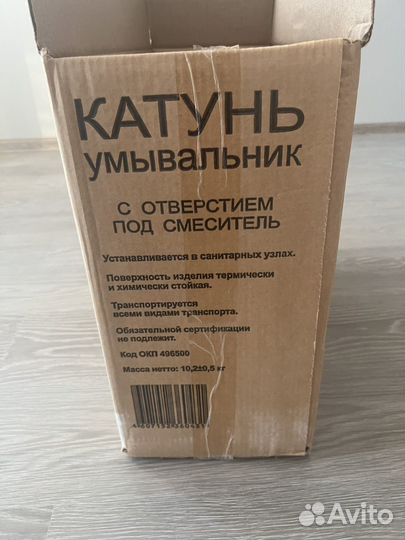 КАТУНЬ
умывальник
С ОТВЕРСТИЕМ
ПОД СМЕСИТЕЛЬ
Устанавливается в санитарных узлах.
Поверхность изделия термически
и химически стойкая.
Транспортируется
всеми видами транспорта.
Обязательной сертификации
не подлежит.
Код ОКП 496500
Масса нетто: 10,2±0,5 кг
Avito